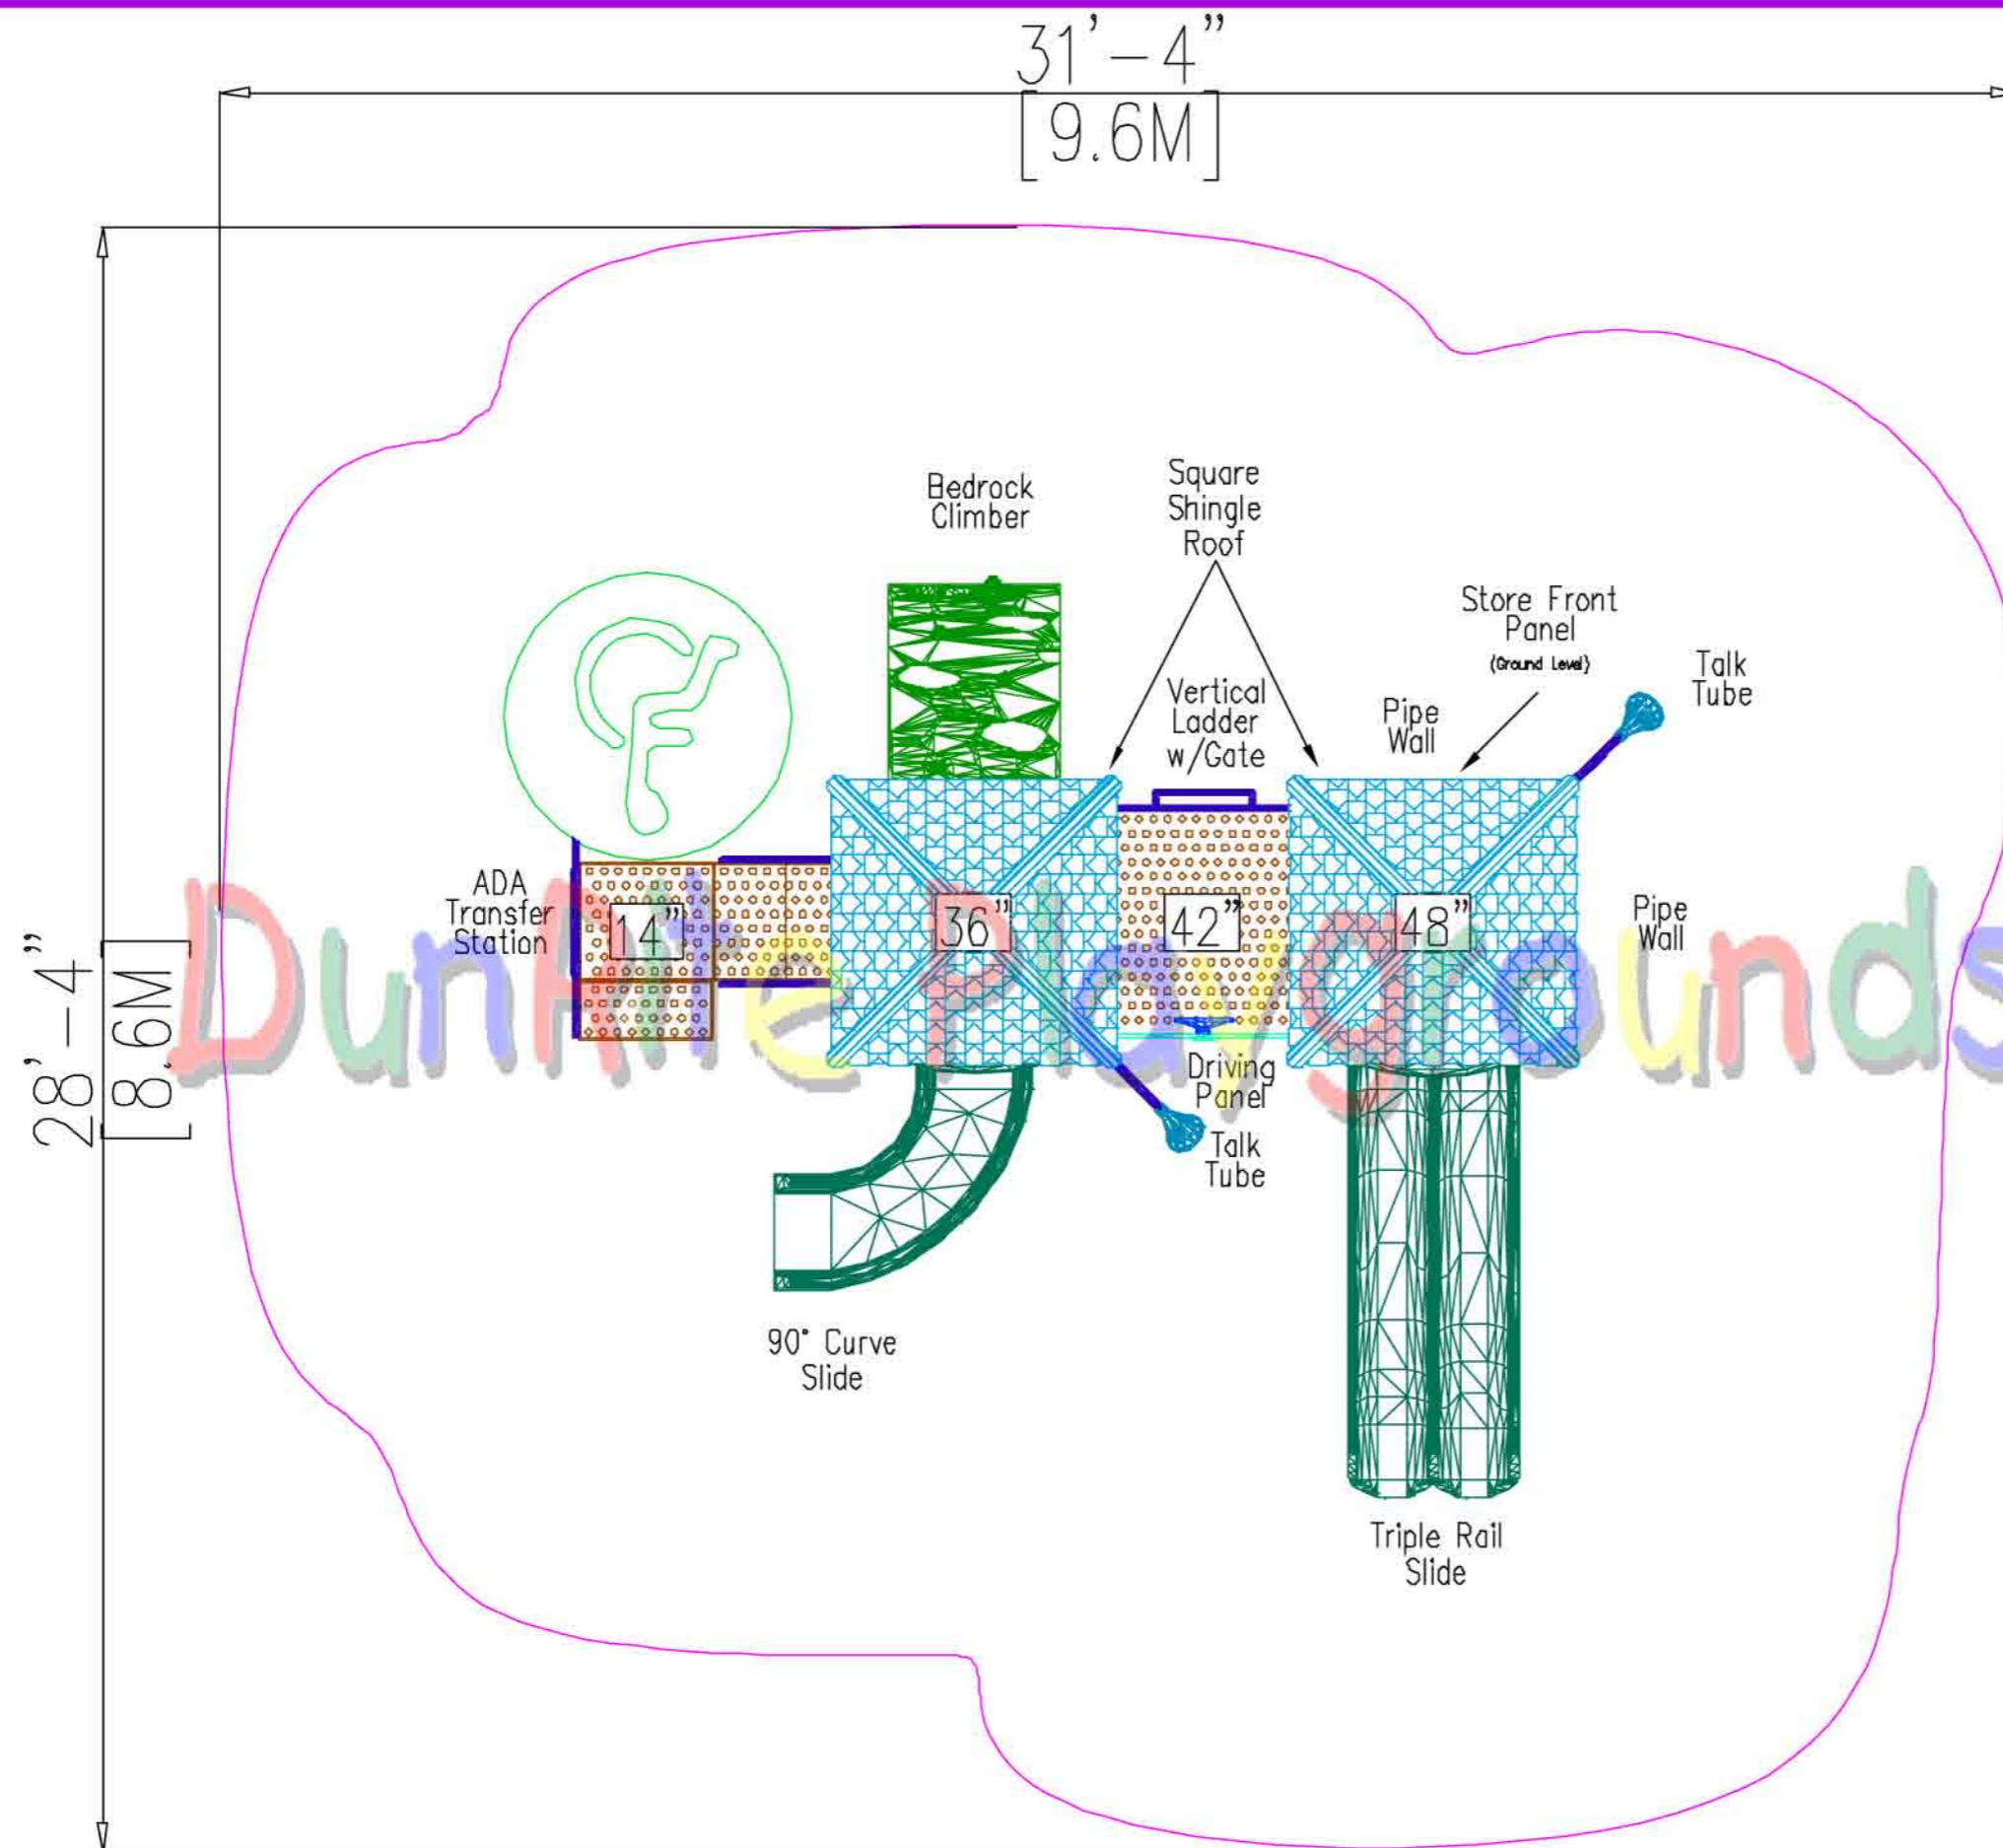 31'-4"
[9.6M]
28'-4"
[8.6M]
Bedrock
Climber
Square
Shingle
Roof
Store Front
Panel
(Ground Level)
Talk
Tube
Vertical
Ladder
w/Gate
Pipe
Wall
ADA
Transfer
Station
14"
36"
42"
48"
Pipe
Wall
DunRite Playgrounds
Driving
Panel
Talk
Tube
90° Curve
Slide
Triple Rail
Slide